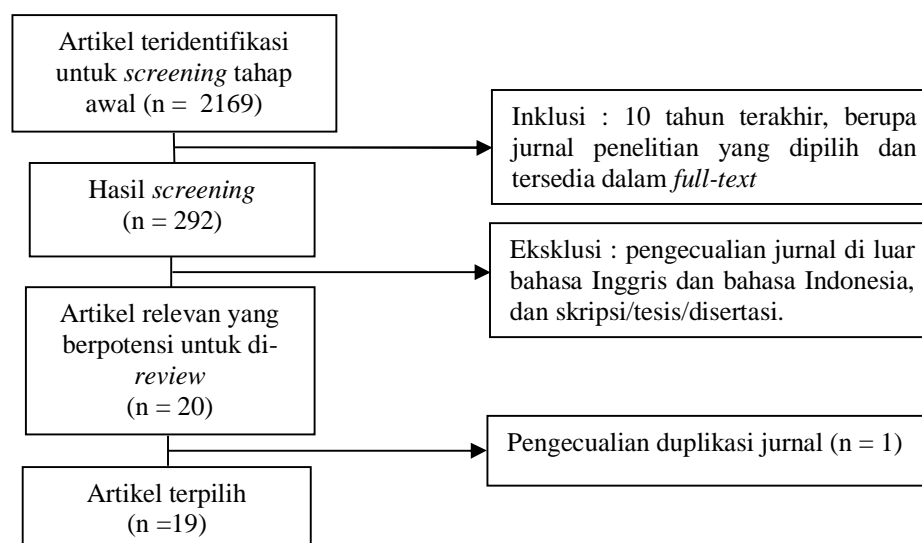 Artikel teridentifikasi
untuk screening tahap
awal (n = 2169)
Inklusi : 10 tahun terakhir, berupa
jurnal penelitian yang dipilih dan
tersedia dalam full-text
Hasil screening
(n = 292)
Eksklusi : pengecualian jurnal di luar
bahasa Inggris dan bahasa Indonesia,
dan skripsi/tesis/disertasi.
Artikel relevan yang
berpotensi untuk di-
review
(n = 20)
Pengecualian duplikasi jurnal (n = 1)
Artikel terpilih
(n =19)